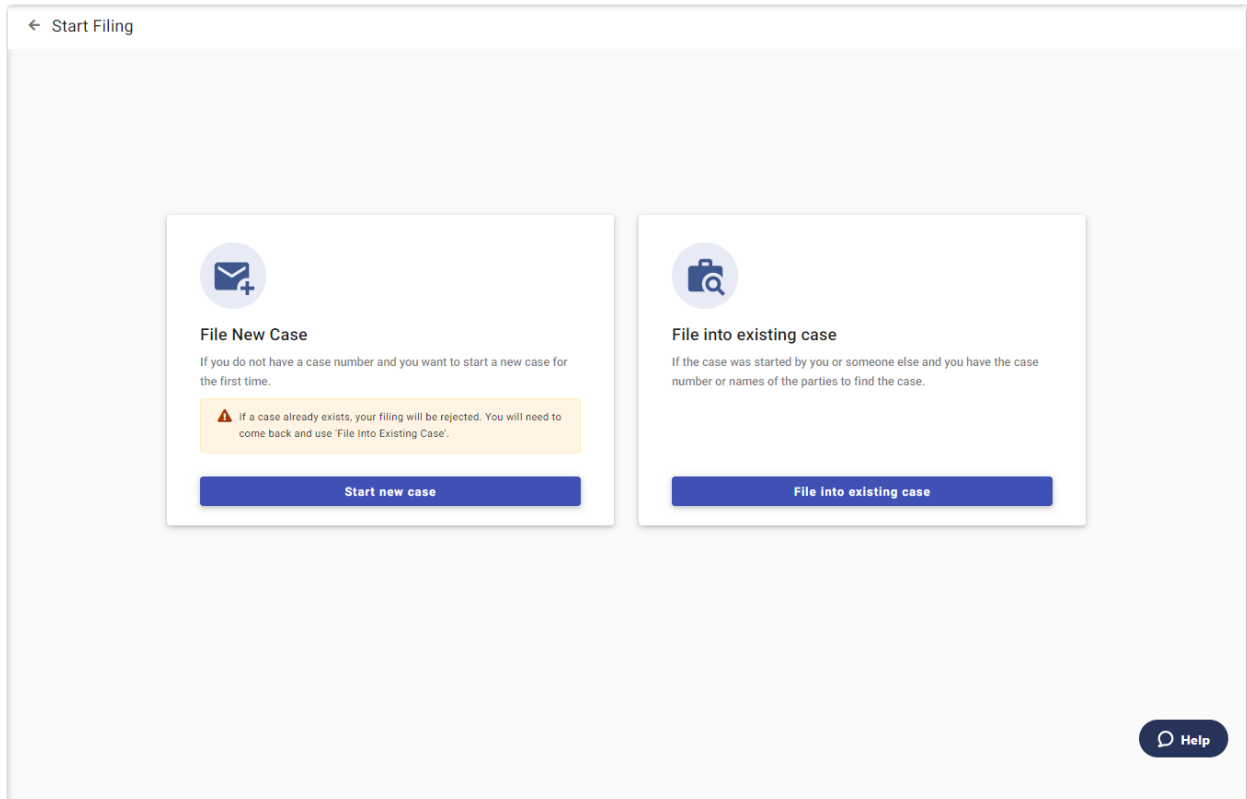 Start Filing
File New Case
If you do not have a case number and you want to start a new case for
the first time.
If a case already exists, your filing will be rejected. You will need to
come back and use 'File Into Existing Case'.
Start new case
File into existing case
If the case was started by you or someone else and you have the case
number or names of the parties to find the case.
File into existing case
Help